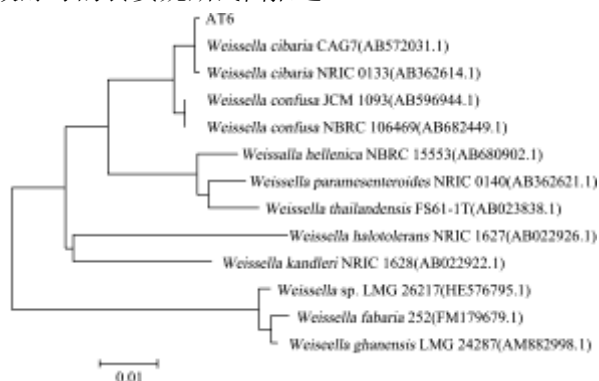 AT6
Weissella cibaria CAG7(AB572031.1)
Weissella cibaria NRIC 0133(AB362614.1)
Weissella confusa JCM 1093(AB596944.1)
Weissella confusa NBRC 106469(AB682449.1)
Weissalla hellenica NBRC 15553(AB680902.1)
Weissella paramesenteroides NRIC 0140(AB362621.1)
Weissella thailandensis FS61-1T(AB023838.1)
Weissella halotolerans NRIC 1627(AB022926.1)
Weissella kandleri NRIC 1628(AB022922.1)
Weissella sp. LMG 26217(HE576795.1)
Weissella fabaria 252(FM179679.1)
Weiseella ghanensis LMG 24287(AM882998.1)
0.01